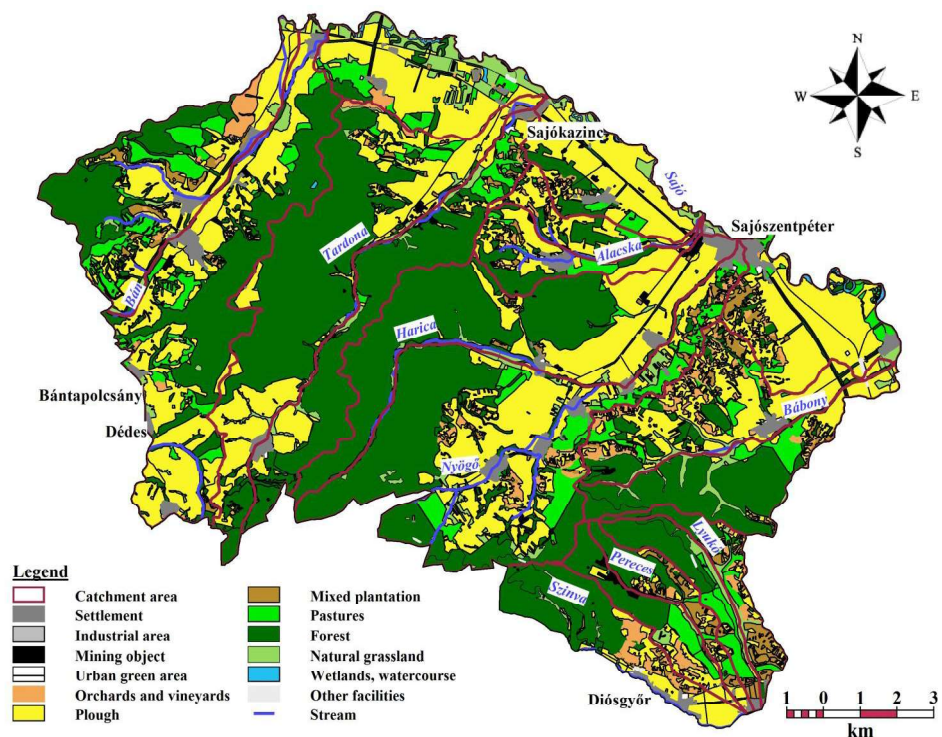 N
W
E
S
Sajókazinc
Sajó
Sajószentpéter
Tardona
Alacska
Bán
Harica
Bántapolcsány
Bábony
Dédes
Nyögő
Lyukó
Pereces
Szinva
Diósgyőr
Legend
Catchment area
Settlement
Industrial area
Mining object
Urban green area
Orchards and vineyards
Plough
Mixed plantation
Pastures
Forest
Natural grassland
Wetlands, watercourse
Other facilities
Stream
1 0 1 2 3
km